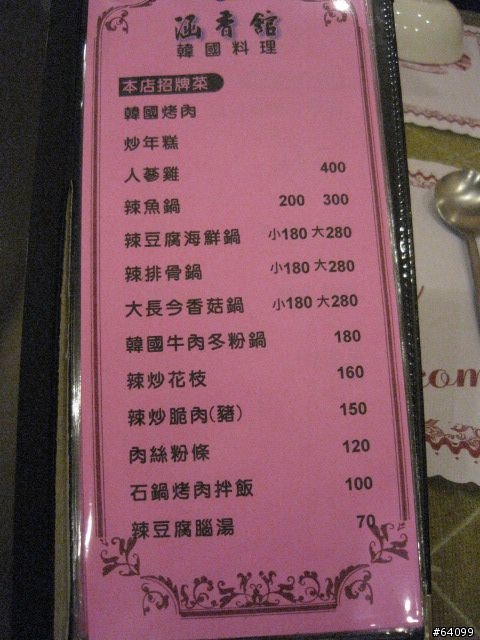 涵香館
韓國料理
本店招牌菜
韓國烤肉
炒年糕
人蔘雞 400
辣魚鍋 200 300
辣豆腐海鮮鍋 小180 大280
辣排骨鍋 小180 大280
大長今香菇鍋 小180 大280
韓國牛肉冬粉鍋 180
辣炒花枝 160
辣炒脆肉(豬) 150
肉絲粉條 120
石鍋烤肉拌飯 100
辣豆腐腦湯 70
com
#64099